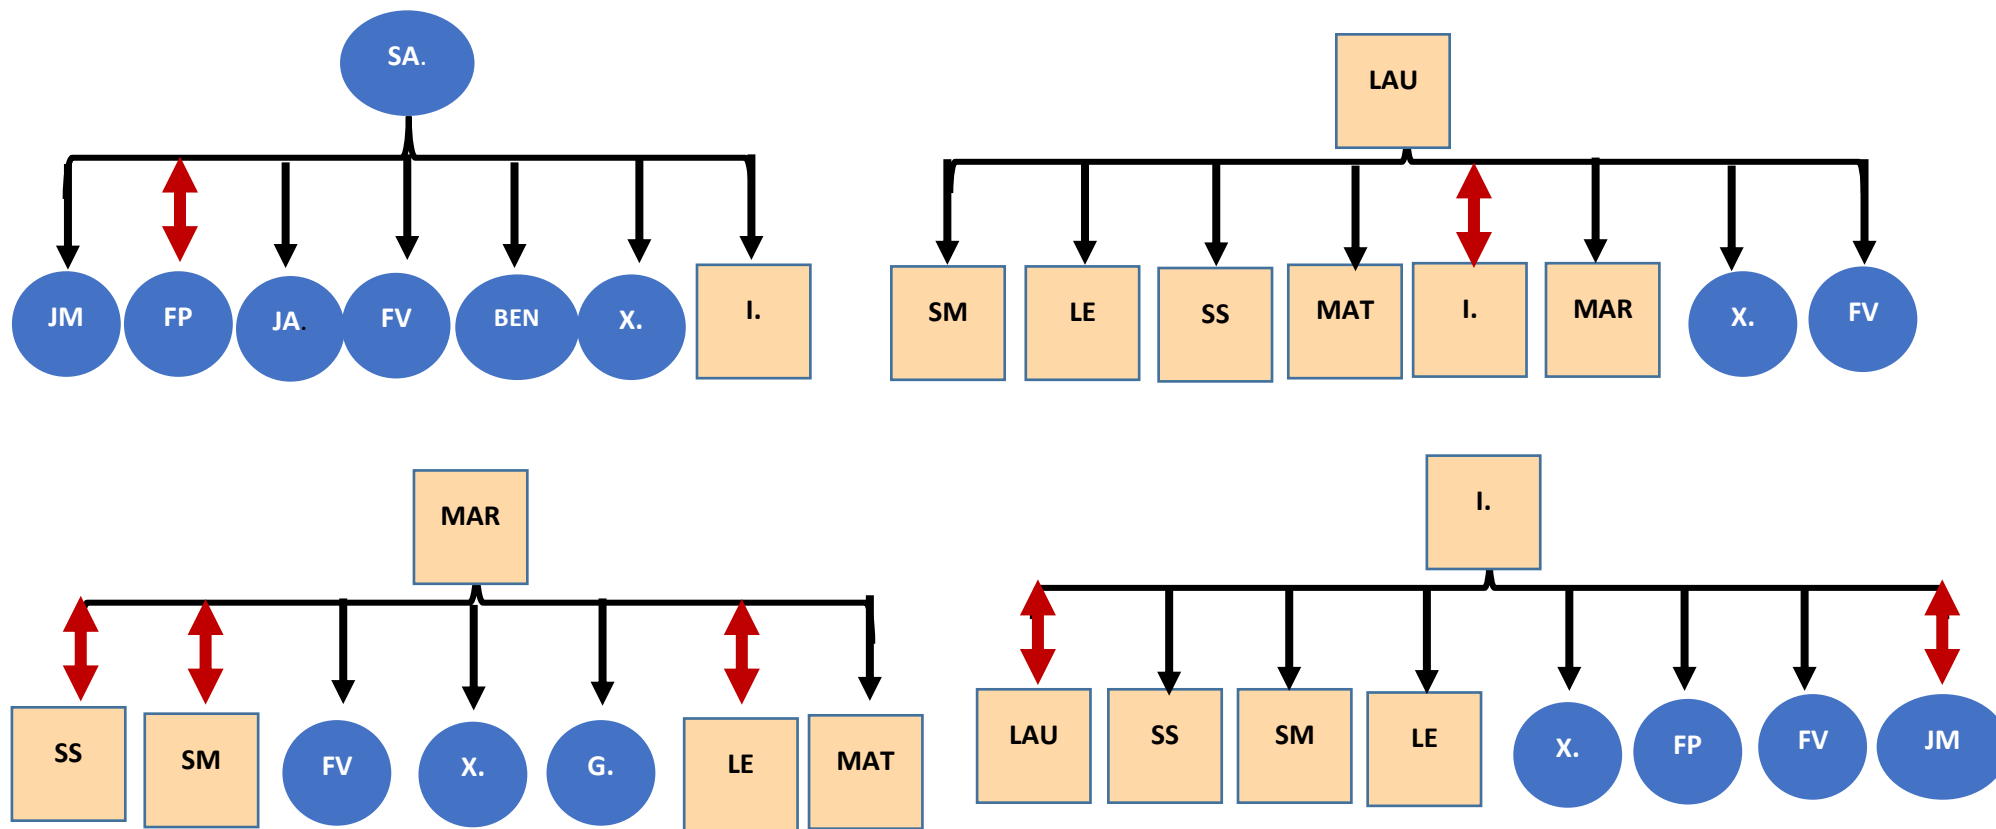 SA.
JM
FP
JA.
FV
BEN
X.
I.
LAU
SM
LE
SS
MAT
I.
MAR
X.
FV
MAR
SS
SM
FV
X.
G.
LE
MAT
I.
LAU
SS
SM
LE
X.
FP
FV
JM